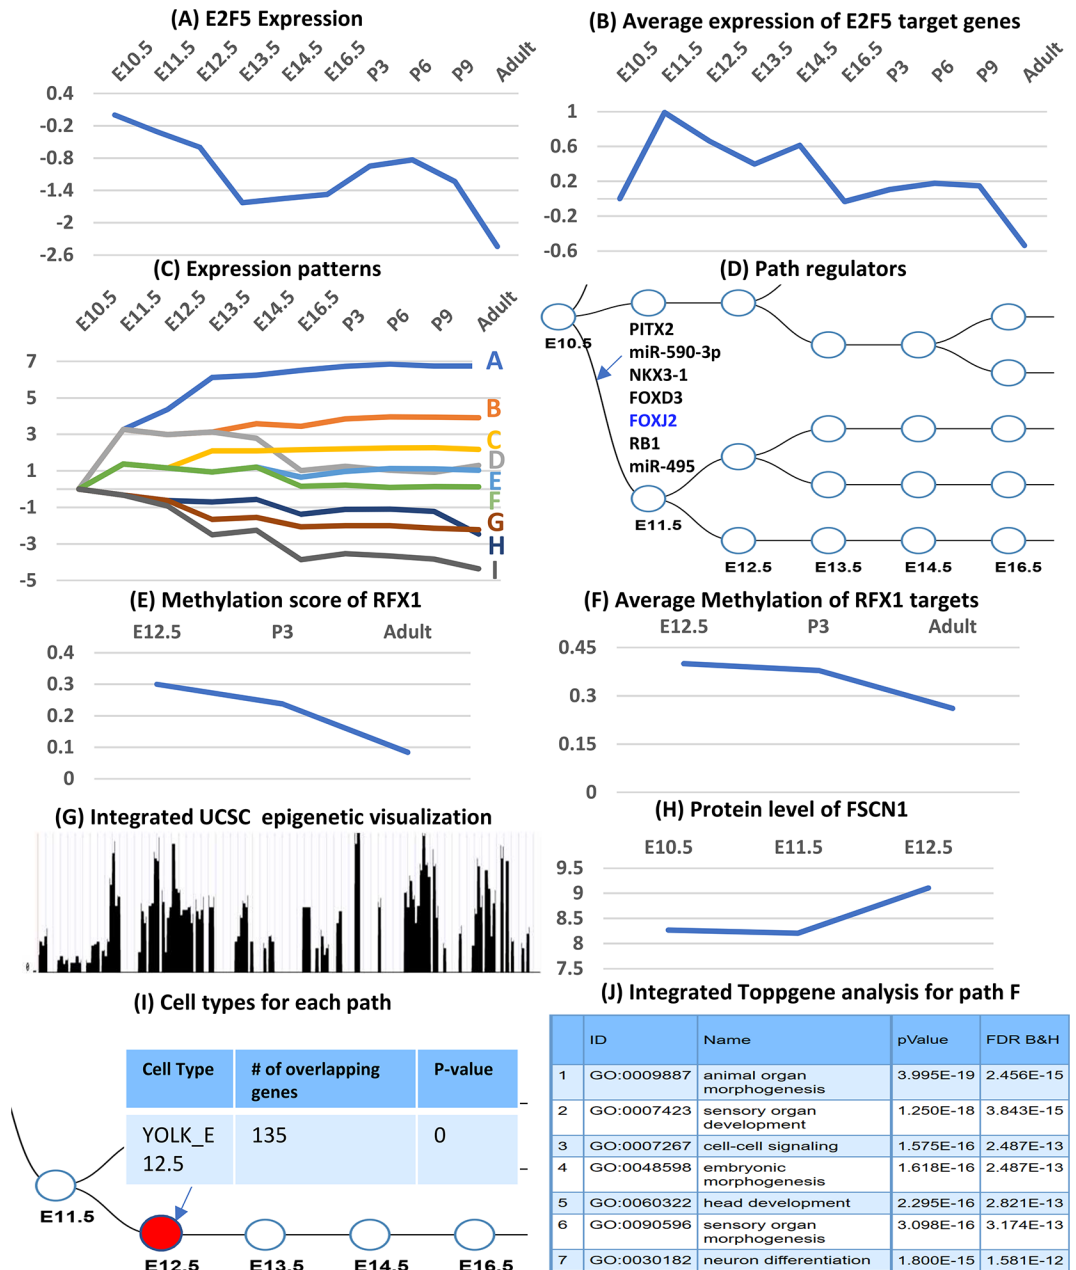 (A) E2F5 Expression
E10.5 E11.5 E12.5 E13.5 E14.5 E16.5 P3 P6 P9 Adult
0.4
-0.2
-0.8
-1.4
-2
-2.6
(B) Average expression of E2F5 target genes
E10.5 E11.5 E12.5 E13.5 E14.5 E16.5 P3 P6 P9 Adult
1
0.6
0.2
-0.2
-0.6
(C) Expression patterns
E10.5 E11.5 E12.5 E13.5 E14.5 E16.5 P3 P6 P9 Adult
7
5
3
1
-1
-3
-5
A
B
C
D
E
F
G
H
I
(D) Path regulators
E10.5
PITX2
miR-590-3p
NKX3-1
FOXD3
FOXJ2
RB1
miR-495
E11.5
E12.5 E13.5 E14.5 E16.5
(E) Methylation score of RFX1
E12.5 P3 Adult
0.4
0.3
0.2
0.1
0
(F) Average Methylation of RFX1 targets
E12.5 P3 Adult
0.45
0.3
0.15
0
(G) Integrated UCSC epigenetic visualization
(H) Protein level of FSCN1
E10.5 E11.5 E12.5
9.5
9
8.5
8
7.5
(I) Cell types for each path
Cell Type # of overlapping P-value
genes
YOLK_E 135 0
12.5
E11.5
E12.5 E13.5 E14.5 E16.5
(J) Integrated Toppgene analysis for path F
ID Name pValue FDR B&H
1 GO:0009887 animal organ 3.995E-19 2.456E-15
morphogenesis
2 GO:0007423 sensory organ 1.250E-18 3.843E-15
development
3 GO:0007267 cell-cell signaling 1.575E-16 2.487E-13
4 GO:0048598 embryonic 1.618E-16 2.487E-13
morphogenesis
5 GO:0060322 head development 2.295E-16 2.821E-13
6 GO:0090596 sensory organ 3.098E-16 3.174E-13
morphogenesis
7 GO:0030182 neuron differentiation 1.800E-15 1.581E-12